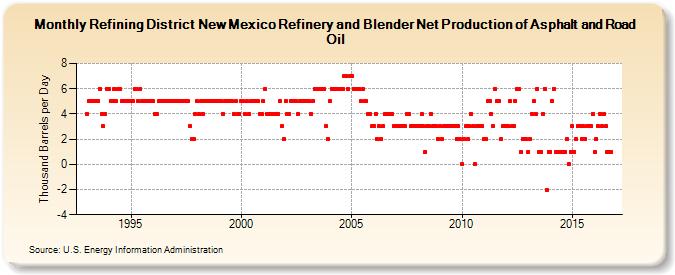 Monthly Refining District New Mexico Refinery and Blender Net Production of Asphalt and Road
Oil
Thousand Barrels per Day
8
6
4
2
0
-2
-4
1995 2000 2005 2010 2015
Source: U.S. Energy Information Administration